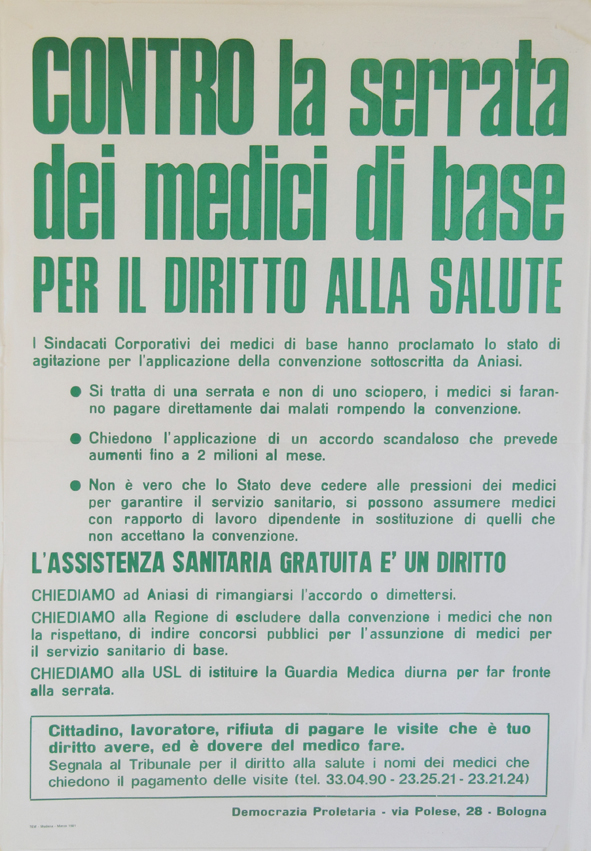 CONTRO la serrata
dei medici di base
PER IL DIRITTO ALLA SALUTE
I Sindacati Corporativi dei medici di base hanno proclamato lo stato di
agitazione per l'applicazione della convenzione sottoscritta da Aniasi.
● Si tratta di una serrata e non di uno sciopero, i medici si faran-
no pagare direttamente dai malati rompendo la convenzione.
● Chiedono l'applicazione di un accordo scandaloso che prevede
aumenti fino a 2 milioni al mese.
● Non è vero che lo Stato deve cedere alle pressioni dei medici
per garantire il servizio sanitario, si possono assumere medici
con rapporto di lavoro dipendente in sostituzione di quelli che
non accettano la convenzione.
L'ASSISTENZA SANITARIA GRATUITA E' UN DIRITTO
CHIEDIAMO ad Aniasi di rimangiarsi l'accordo o dimettersi.
CHIEDIAMO alla Regione di escludere dalla convenzione i medici che non
la rispettano, di indire concorsi pubblici per l'assunzione di medici per
il servizio sanitario di base.
CHIEDIAMO alla USL di istituire la Guardia Medica diurna per far fronte
alla serrata.
Cittadino, lavoratore, rifiuta di pagare le visite che è tuo
diritto avere, ed è dovere del medico fare.
Segnala al Tribunale per il diritto alla salute i nomi dei medici che
chiedono il pagamento delle visite (tel. 33.04.90 - 23.25.21 - 23.21.24)
Democrazia Proletaria - via Polese, 28 - Bologna